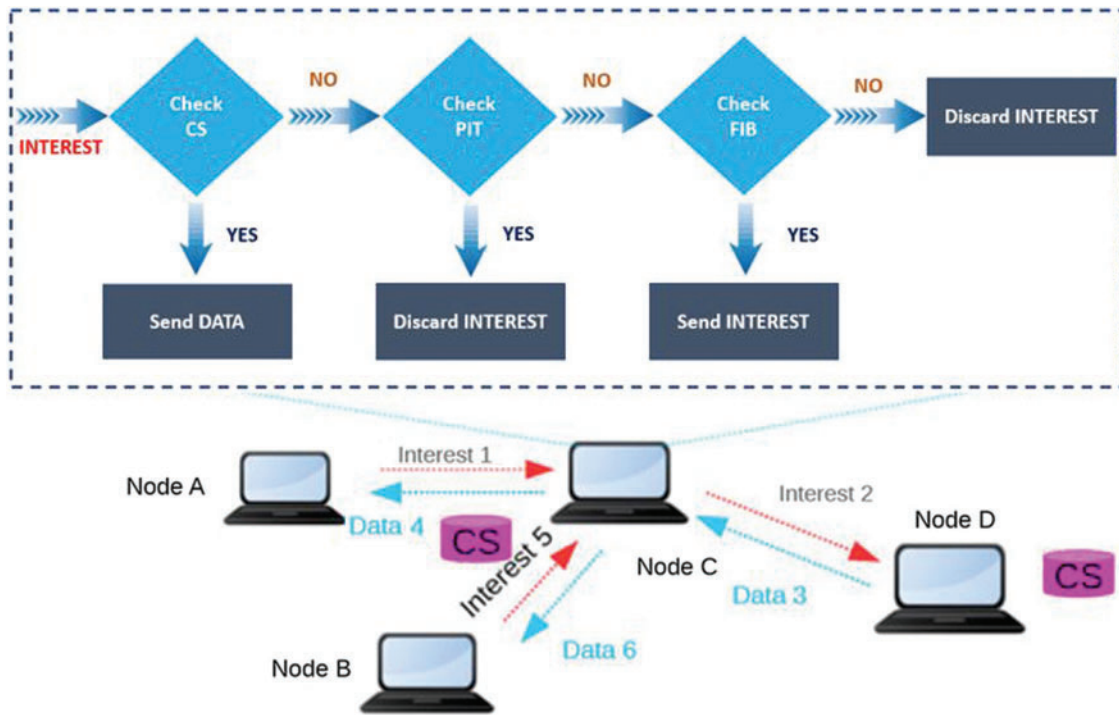 INTEREST
Check
CS
NO
Check
PIT
NO
Check
FIB
NO
Discard INTEREST
YES
YES
YES
Send DATA
Discard INTEREST
Send INTEREST
Node A
Interest 1
Data 4
CS
Interest 5
Node C
Interest 2
Node D
CS
Data 3
Data 6
Node B